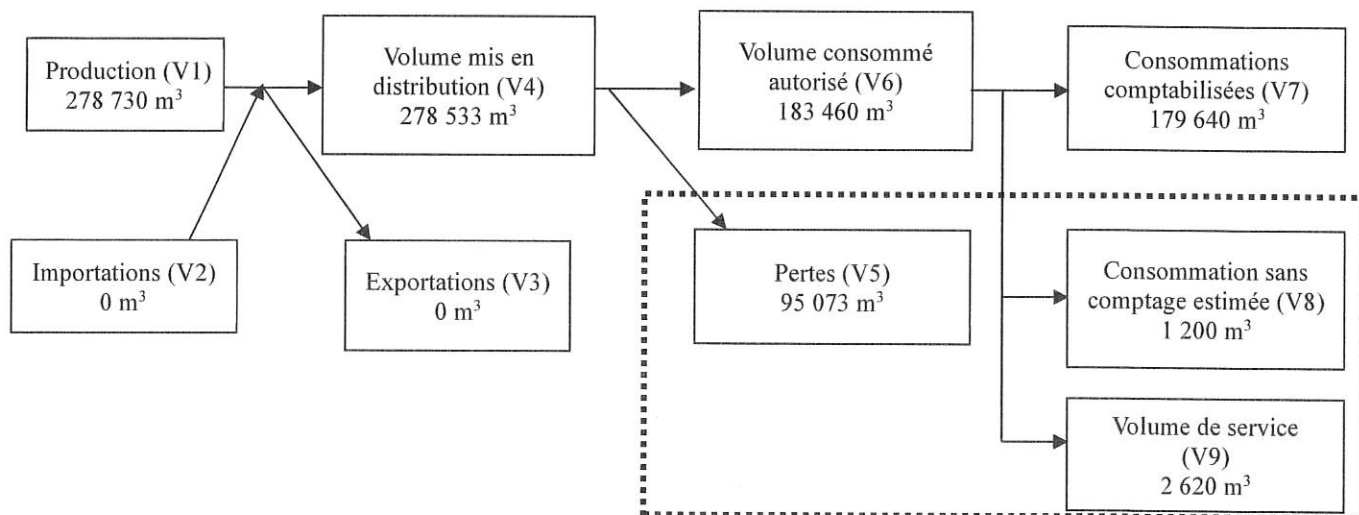 Production (V1)
278 730 m³
Volume mis en
distribution (V4)
278 533 m³
Volume consommé
autorisé (V6)
183 460 m³
Consommations
comptabilisées (V7)
179 640 m³
Importations (V2)
0 m³
Exportations (V3)
0 m³
Pertes (V5)
95 073 m³
Consommation sans
comptage estimée (V8)
1 200 m³
Volume de service
(V9)
2 620 m³